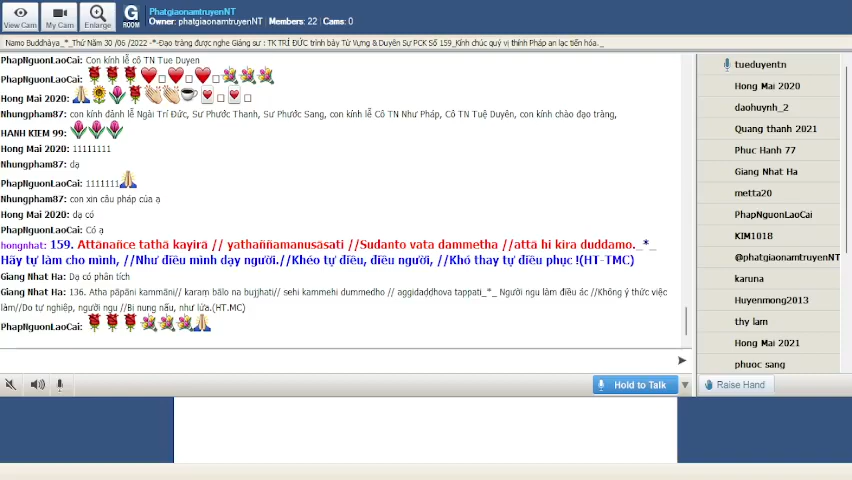 View Cam
My Cam
Enlarge
G
ROOM
PhatgiaonamtruyenNT
Owner: phatgiaonamtruyenNT | Members: 22 | Cams: 0
Namo Buddhàya_*_Thứ Năm 30 /06 /2022 -*-Đạo tràng được nghe Giảng sư : TK TRÍ ĐỨC trình bày Từ Vựng &Duyên Sự PCK Số 159_Kính chúc quý vị thính Pháp an lạc tiến hóa._
PhapNguonLaoCai: Con kính lễ cô TN Tue Duyen
PhapNguonLaoCai:
Hong Mai 2020:
Nhungpham87: con kính đảnh lễ Ngài Trí Đức, Sư Phước Thanh, Sư Phước Sang, con kính lễ Cô TN Như Pháp, Cô TN Tuệ Duyên, con kính chào đạo tràng,
HANH KIEM 99:
Hong Mai 2020: 11111111
Nhungpham87: dạ
PhapNguonLaoCai: 1111111
Nhungpham87: con xin câu pháp cú ạ
Hong Mai 2020: dạ có
PhapNguonLaoCai: Có ạ
hongnhat: 159. Attānañce tathā kayirā // yathaññamanusāsati //Sudanto vata dammetha //attā hi kira duddamo._*_
Hãy tự làm cho mình, //Như điều mình dạy người.//Khéo tự điều, điều người, //Khó thay tự điều phục !(HT-TMC)
Giang Nhat Ha: Dạ có phân tích
Giang Nhat Ha: 136. Atha pāpāni kammāni// karaṃ bālo na bujjhati// sehi kammehi dummedho // aggidaḍḍhova tappati_*_ Người ngu làm điều ác //Không ý thức việc
làm//Do tự nghiệp, người ngu //Bị nung nấu, như lửa.(HT.MC)
PhapNguonLaoCai:
Hold to Talk
tueduyentn
Hong Mai 2020
daohuynh_2
Quang thanh 2021
Phuc Hanh 77
Giang Nhat Ha
metta20
PhapNguonLaoCai
KIM1018
@phatgiaonamtruyenNT
karuna
Huyenmong2013
thy lam
Hong Mai 2021
phuoc sang
Raise Hand